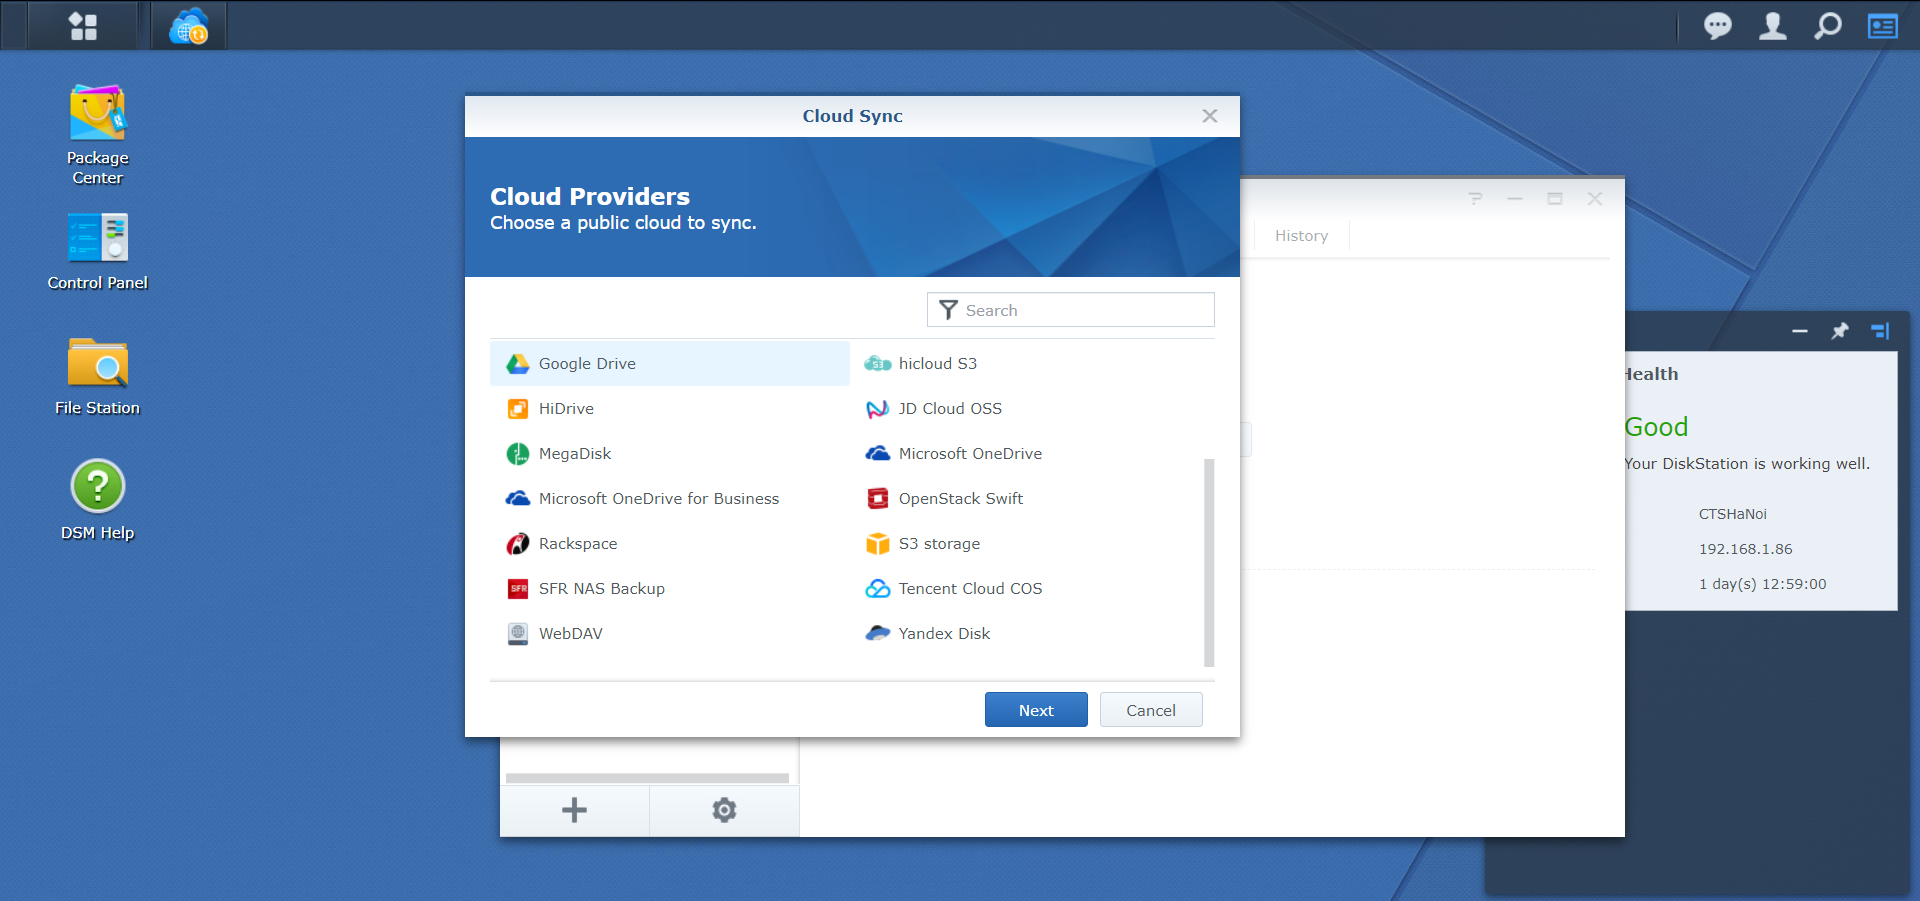 Package
Center
Control Panel
File Station
DSM Help
Cloud Sync
Cloud Providers
Choose a public cloud to sync.
Search
Google Drive
hicloud S3
HiDrive
JD Cloud OSS
MegaDisk
Microsoft OneDrive
Microsoft OneDrive for Business
OpenStack Swift
Rackspace
S3 storage
SFR
SFR NAS Backup
Tencent Cloud COS
WebDAV
Yandex Disk
Next
Cancel
History
Health
Good
Your DiskStation is working well.
CTSHaNoi
192.168.1.86
1 day(s) 12:59:00